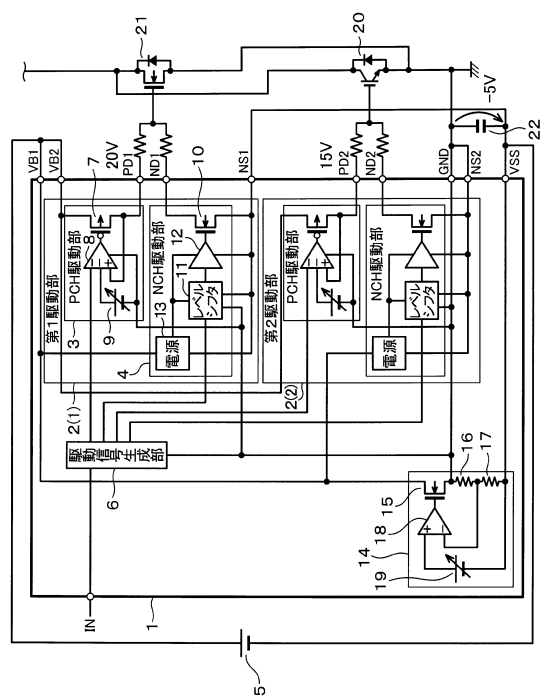 21
20
VB1
VB2
20V
PD1
ND1
NS1
15V
PD2
ND2
GND
NS2
VSS
-5V
22
7
8
9
3
PCH駆動部
第1駆動部
10
12
11
13
4
NCH駆動部
レベルシフタ
電源
2(1)
PCH駆動部
第2駆動部
NCH駆動部
レベルシフタ
電源
2(2)
駆動信号生成部
6
16
17
15
18
14
19
IN
1
5